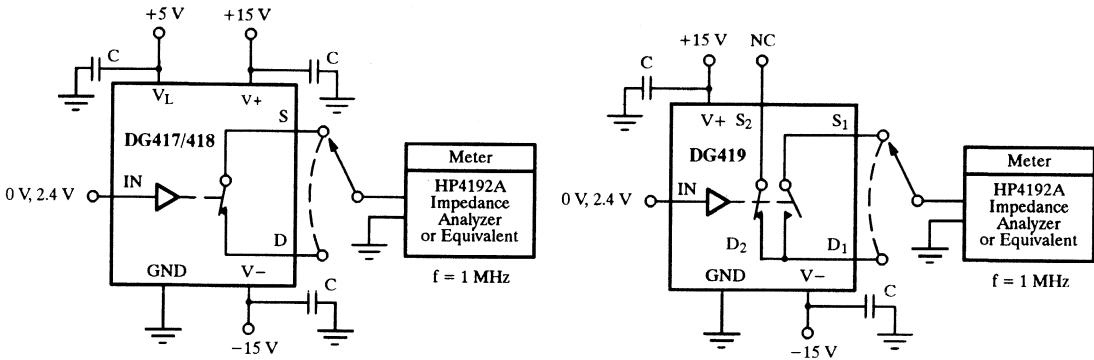 +5 V
+15 V
C
C
V_L
V+
DG417/418
S
IN
0 V, 2.4 V
D
GND
V−
C
−15 V
Meter
HP4192A
Impedance
Analyzer
or Equivalent
f = 1 MHz
+15 V
NC
C
V+
S₂
S₁
DG419
IN
0 V, 2.4 V
D₂
D₁
GND
V−
C
−15 V
Meter
HP4192A
Impedance
Analyzer
or Equivalent
f = 1 MHz